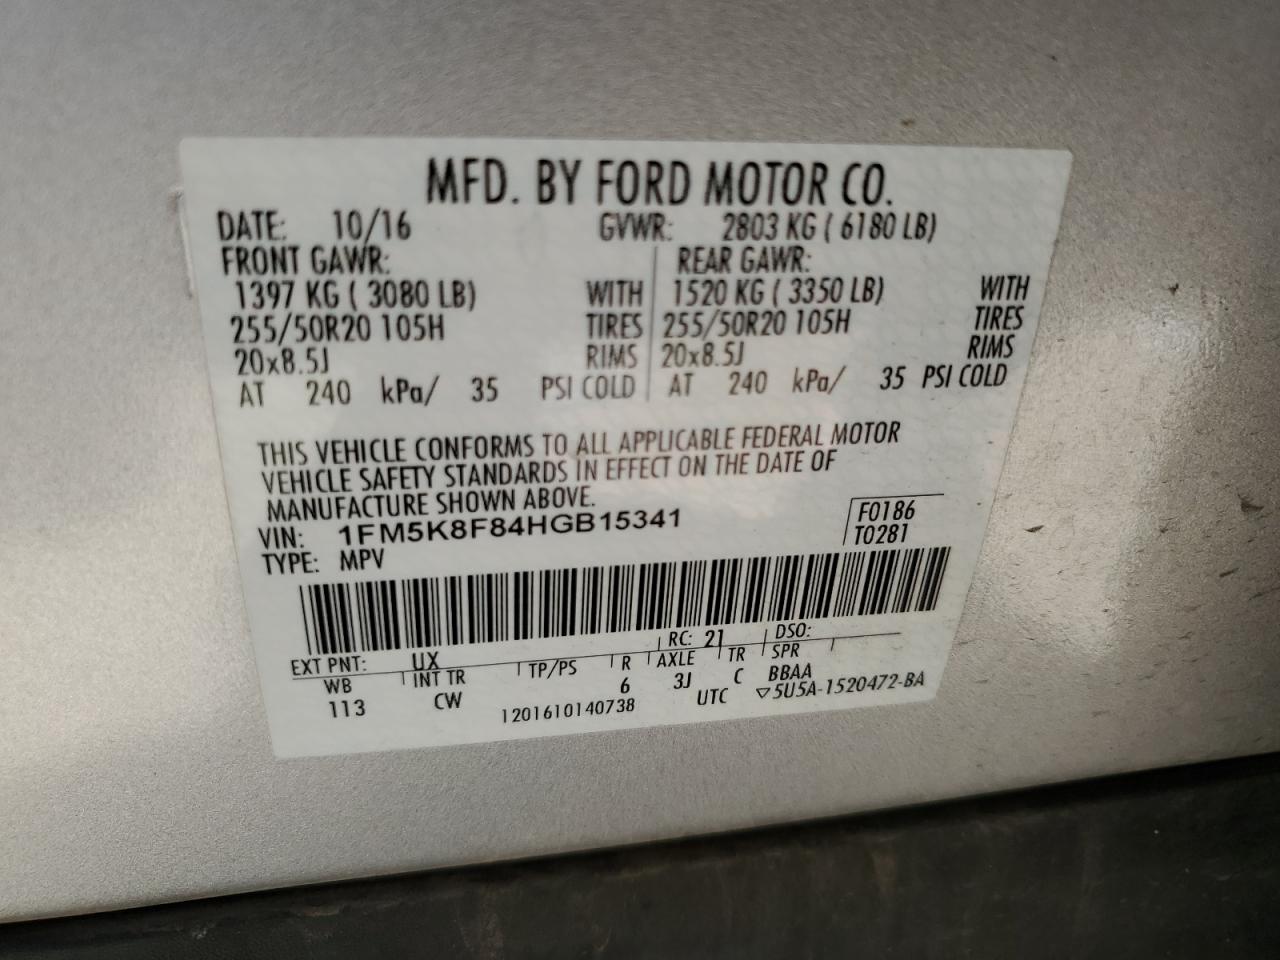 MFD. BY FORD MOTOR CO.
DATE: 10/16 GVWR: 2803 KG ( 6180 LB)
FRONT GAWR: REAR GAWR:
1397 KG ( 3080 LB) WITH 1520 KG ( 3350 LB) WITH
255/50R20 105H TIRES 255/50R20 105H TIRES
20x8.5J RIMS 20x8.5J RIMS
AT 240 kPa/ 35 PSI COLD AT 240 kPa/ 35 PSI COLD
THIS VEHICLE CONFORMS TO ALL APPLICABLE FEDERAL MOTOR
VEHICLE SAFETY STANDARDS IN EFFECT ON THE DATE OF
MANUFACTURE SHOWN ABOVE.
VIN: 1FM5K8F84HGB15341 F0186
TYPE: MPV T0281
EXT PNT: UX RC: 21 DSO:
WB INT TR TP/PS R AXLE TR SPR
113 CW 6 3J C BBAA
1201610140738 UTC ▽5U5A-1520472-BA